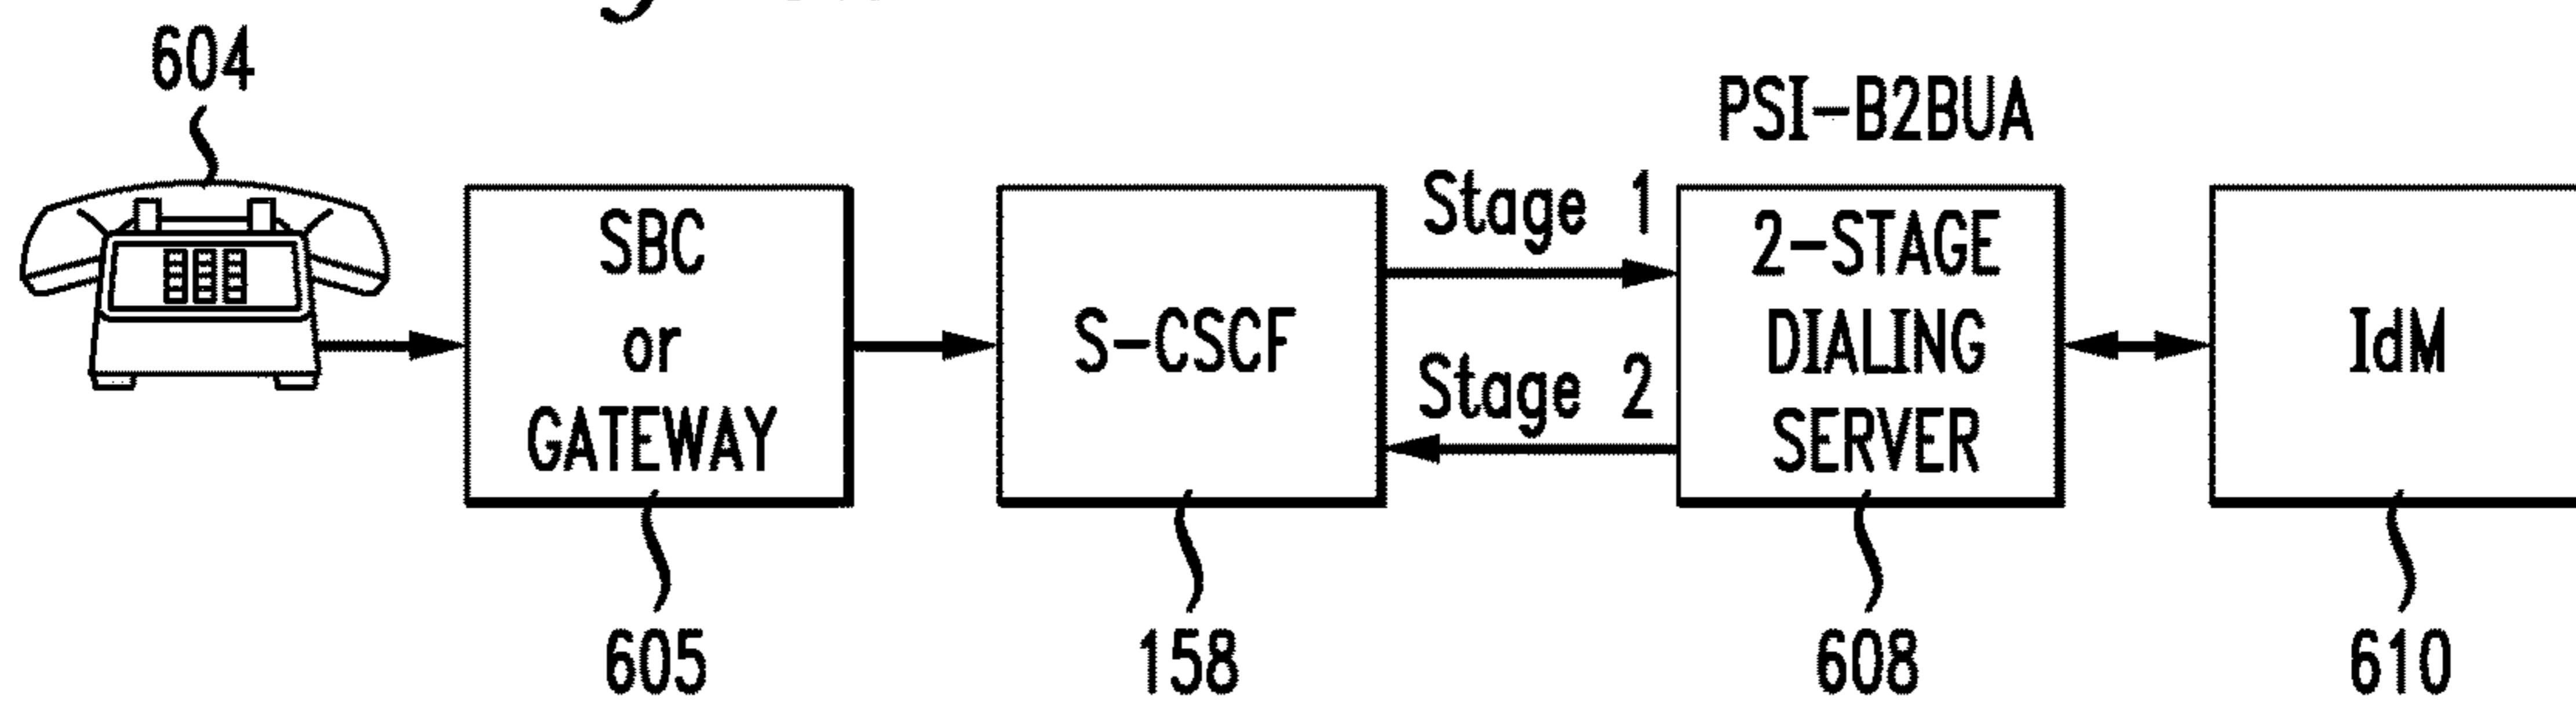 604
PSI-B2BUA
SBC
or
GATEWAY
S-CSCF
Stage 1
Stage 2
2-STAGE
DIALING
SERVER
IdM
605
158
608
610